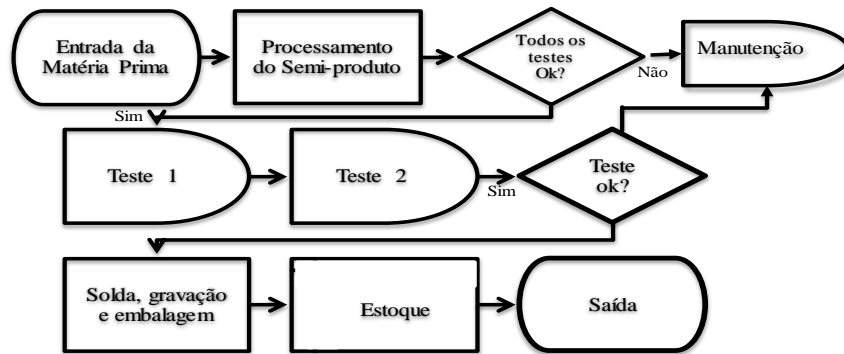 Entrada da
Matéria Prima
Processamento
do Semi-produto
Todos os
testes
Ok?
Não
Manutenção
Sim
Teste 1
Teste 2
Sim
Teste
ok?
Solda, gravação
e embalagem
Estoque
Saída